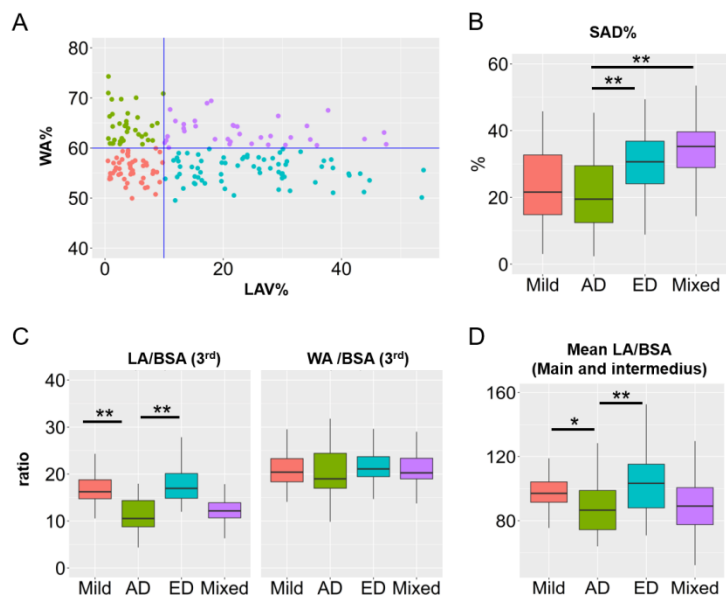 A
80
70
60
50
40
WA%
0
20
40
LAV%
B
SAD%
**
**
60
40
20
0
%
Mild AD ED Mixed
C
LA/BSA (3rd)
WA /BSA (3rd)
** **
40
30
20
10
0
ratio
Mild AD ED Mixed
Mild AD ED Mixed
D
Mean LA/BSA
(Main and intermedius)
* **
160
120
80
Mild AD ED Mixed